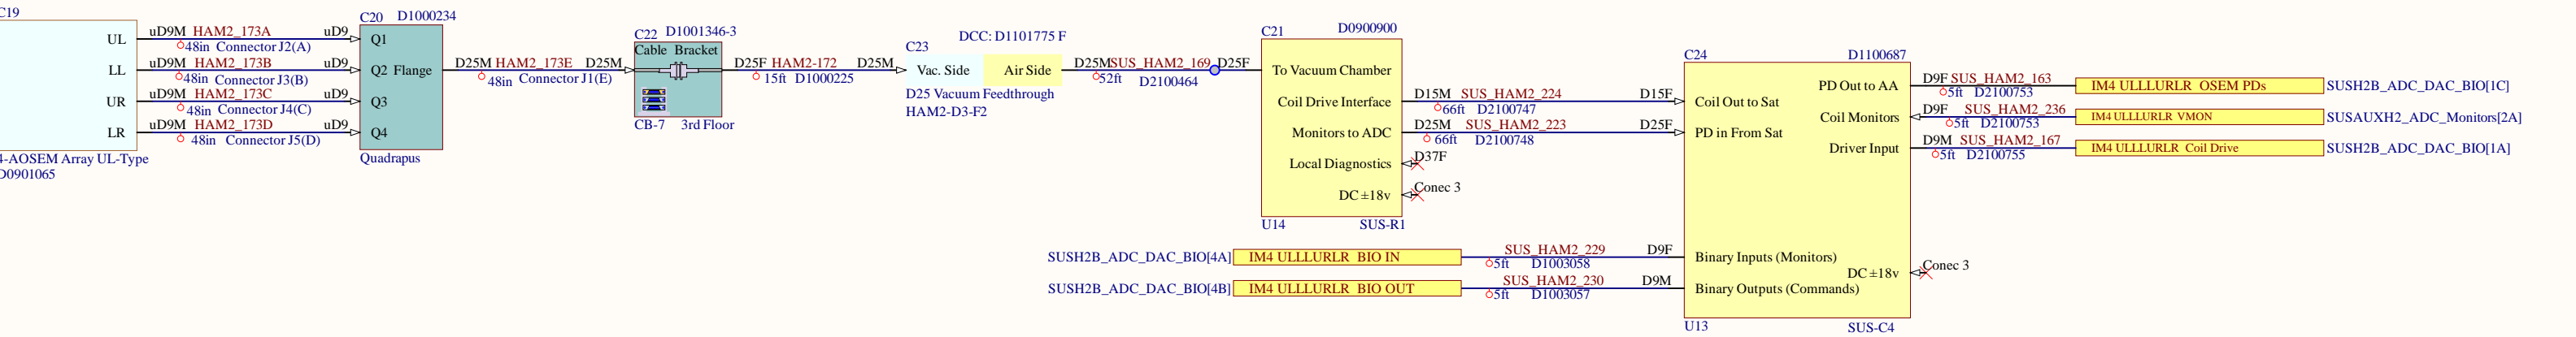 C19
UL
LL
UR
LR
4-AOSEM Array UL-Type
D0901065
uD9M HAM2_173A uD9
48in Connector J2(A)
uD9M HAM2_173B uD9
48in Connector J3(B)
uD9M HAM2_173C uD9
48in Connector J4(C)
uD9M HAM2_173D uD9
48in Connector J5(D)
C20 D1000234
Q1
Q2 Flange
Q3
Q4
Quadrapus
D25M HAM2_173E D25M
48in Connector J1(E)
C22 D1001346-3
Cable Bracket
CB-7 3rd Floor
D25F HAM2-172 D25M
15ft D1000225
DCC: D1101775 F
C23
Vac. Side Air Side
D25 Vacuum Feedthrough
HAM2-D3-F2
D25M SUS_HAM2_169 D25F
52ft D2100464
C21 D0900900
To Vacuum Chamber
Coil Drive Interface
Monitors to ADC
Local Diagnostics
DC ±18v
U14 SUS-R1
D15M SUS_HAM2_224 D15F
66ft D2100747
D25M SUS_HAM2_223 D25F
66ft D2100748
D37F
Conec 3
C24 D1100687
PD Out to AA
Coil Out to Sat
Coil Monitors
PD in From Sat
Driver Input
Binary Inputs (Monitors)
DC ±18v
Binary Outputs (Commands)
U13 SUS-C4
D9F SUS_HAM2_163 IM4 ULLLURLR OSEM PDs SUSH2B_ADC_DAC_BIO[1C]
5ft D2100753
D9F SUS_HAM2_236 IM4 ULLLURLR VMON SUSAUXH2_ADC_Monitors[2A]
5ft D2100753
D9M SUS_HAM2_167 IM4 ULLLURLR Coil Drive SUSH2B_ADC_DAC_BIO[1A]
5ft D2100755
Conec 3
SUSH2B_ADC_DAC_BIO[4A] IM4 ULLLURLR BIO IN SUS_HAM2_229 D9F
5ft D1003058
SUSH2B_ADC_DAC_BIO[4B] IM4 ULLLURLR BIO OUT SUS_HAM2_230 D9M
5ft D1003057